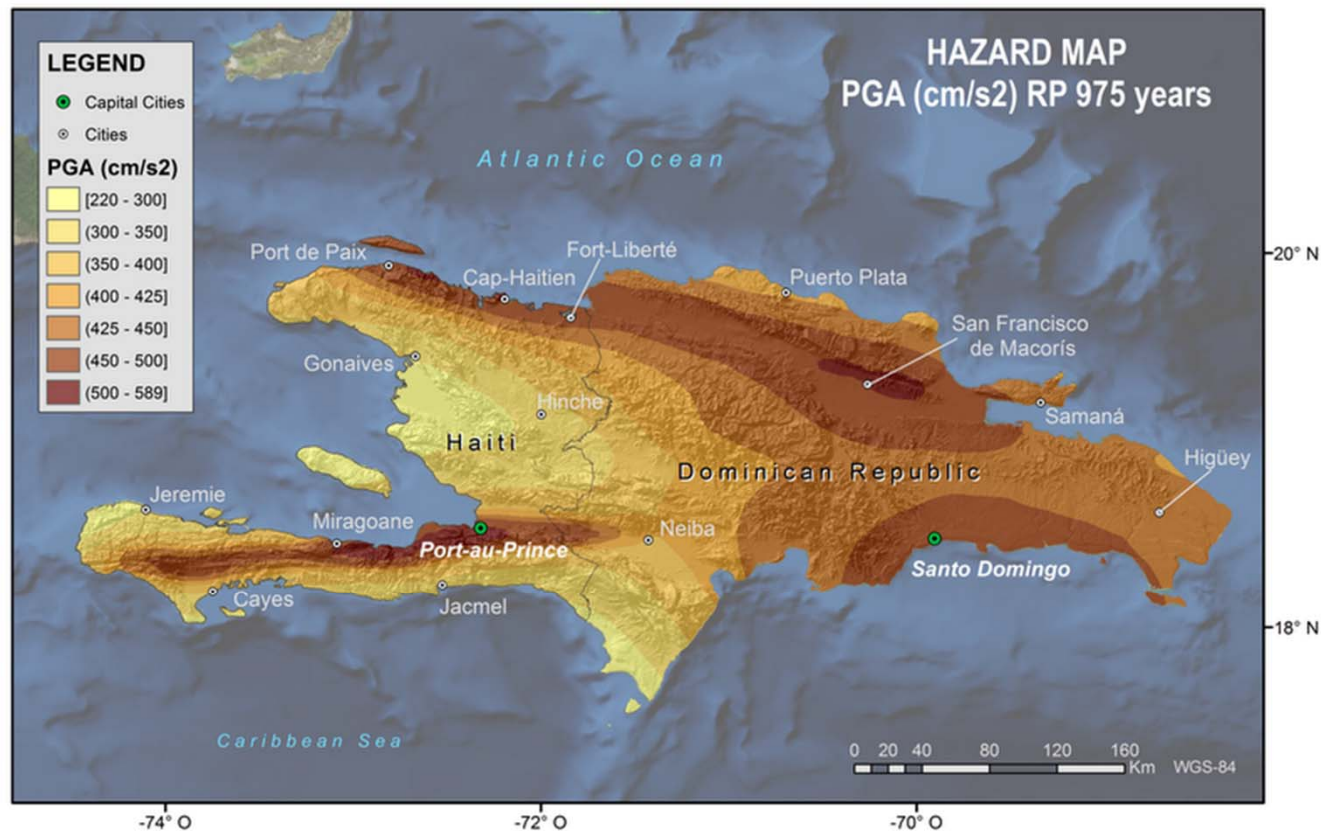 HAZARD MAP
PGA (cm/s2) RP 975 years
LEGEND
Capital Cities
Cities
PGA (cm/s2)
[220 - 300]
(300 - 350]
(350 - 400]
(400 - 425]
(425 - 450]
(450 - 500]
(500 - 589]
Atlantic Ocean
Port de Paix
Fort-Liberté
Cap-Haitien
Puerto Plata
20° N
San Francisco
de Macorís
Gonaives
Hinche
Samaná
Haiti
Dominican Republic
Higüey
Jeremie
Miragoane
Neiba
Port-au-Prince
Santo Domingo
Cayes
Jacmel
18° N
Caribbean Sea
0 20 40 80 120 160
Km WGS-84
-74° O
-72° O
-70° O